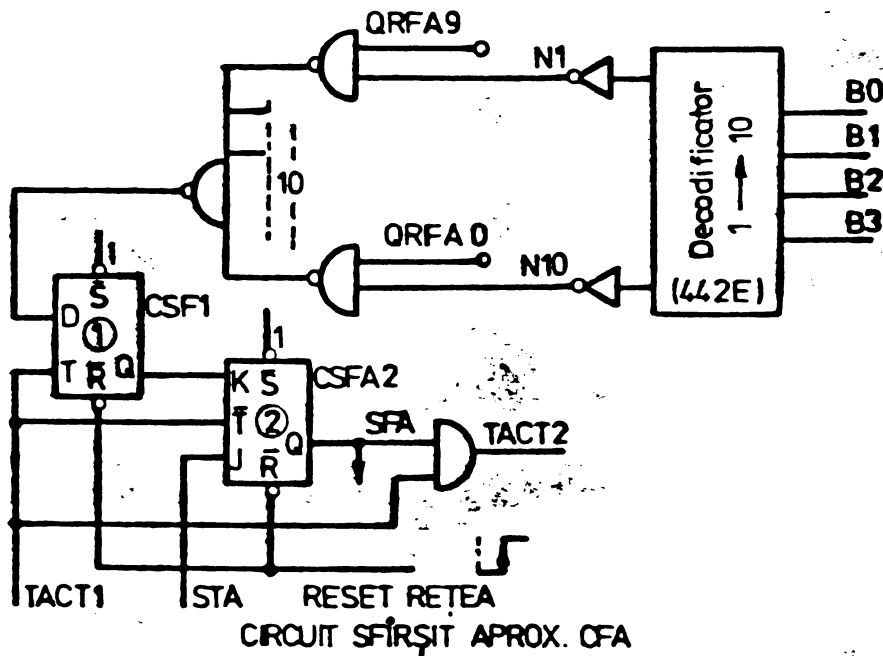 QRFA9
N1
B0
B1
B2
B3
Decodificator
1 → 10
(442E)
10
QRFA0
N10
1
S̅
CSF1
D
①
T
Q
R̅
1
K
S̅
CSFA2
T̅
②
Q
SFA
TACT2
J
R̅
TACT1
STA
RESET REȚEA
CIRCUIT SFÎRȘIT APROX. CFA